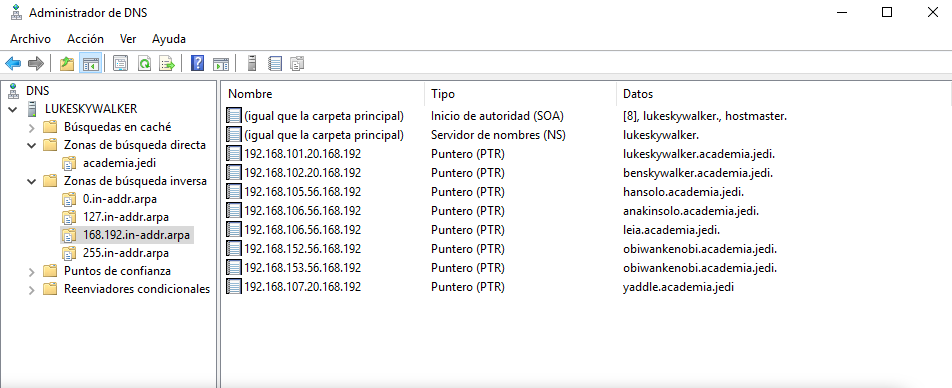 Administrador de DNS
Archivo Acción Ver Ayuda
DNS
LUKESKYWALKER
Búsquedas en caché
Zonas de búsqueda directa
academia.jedi
Zonas de búsqueda inversa
0.in-addr.arpa
127.in-addr.arpa
168.192.in-addr.arpa
255.in-addr.arpa
Puntos de confianza
Reenviadores condicionales
Nombre Tipo Datos
(igual que la carpeta principal) Inicio de autoridad (SOA) [8], lukeskywalker., hostmaster.
(igual que la carpeta principal) Servidor de nombres (NS) lukeskywalker.
192.168.101.20.168.192 Puntero (PTR) lukeskywalker.academia.jedi.
192.168.102.20.168.192 Puntero (PTR) benskywalker.academia.jedi.
192.168.105.56.168.192 Puntero (PTR) hansolo.academia.jedi.
192.168.106.56.168.192 Puntero (PTR) anakinsolo.academia.jedi.
192.168.106.56.168.192 Puntero (PTR) leia.academia.jedi.
192.168.152.56.168.192 Puntero (PTR) obiwankenobi.academia.jedi.
192.168.153.56.168.192 Puntero (PTR) obiwankenobi.academia.jedi.
192.168.107.20.168.192 Puntero (PTR) yaddle.academia.jedi